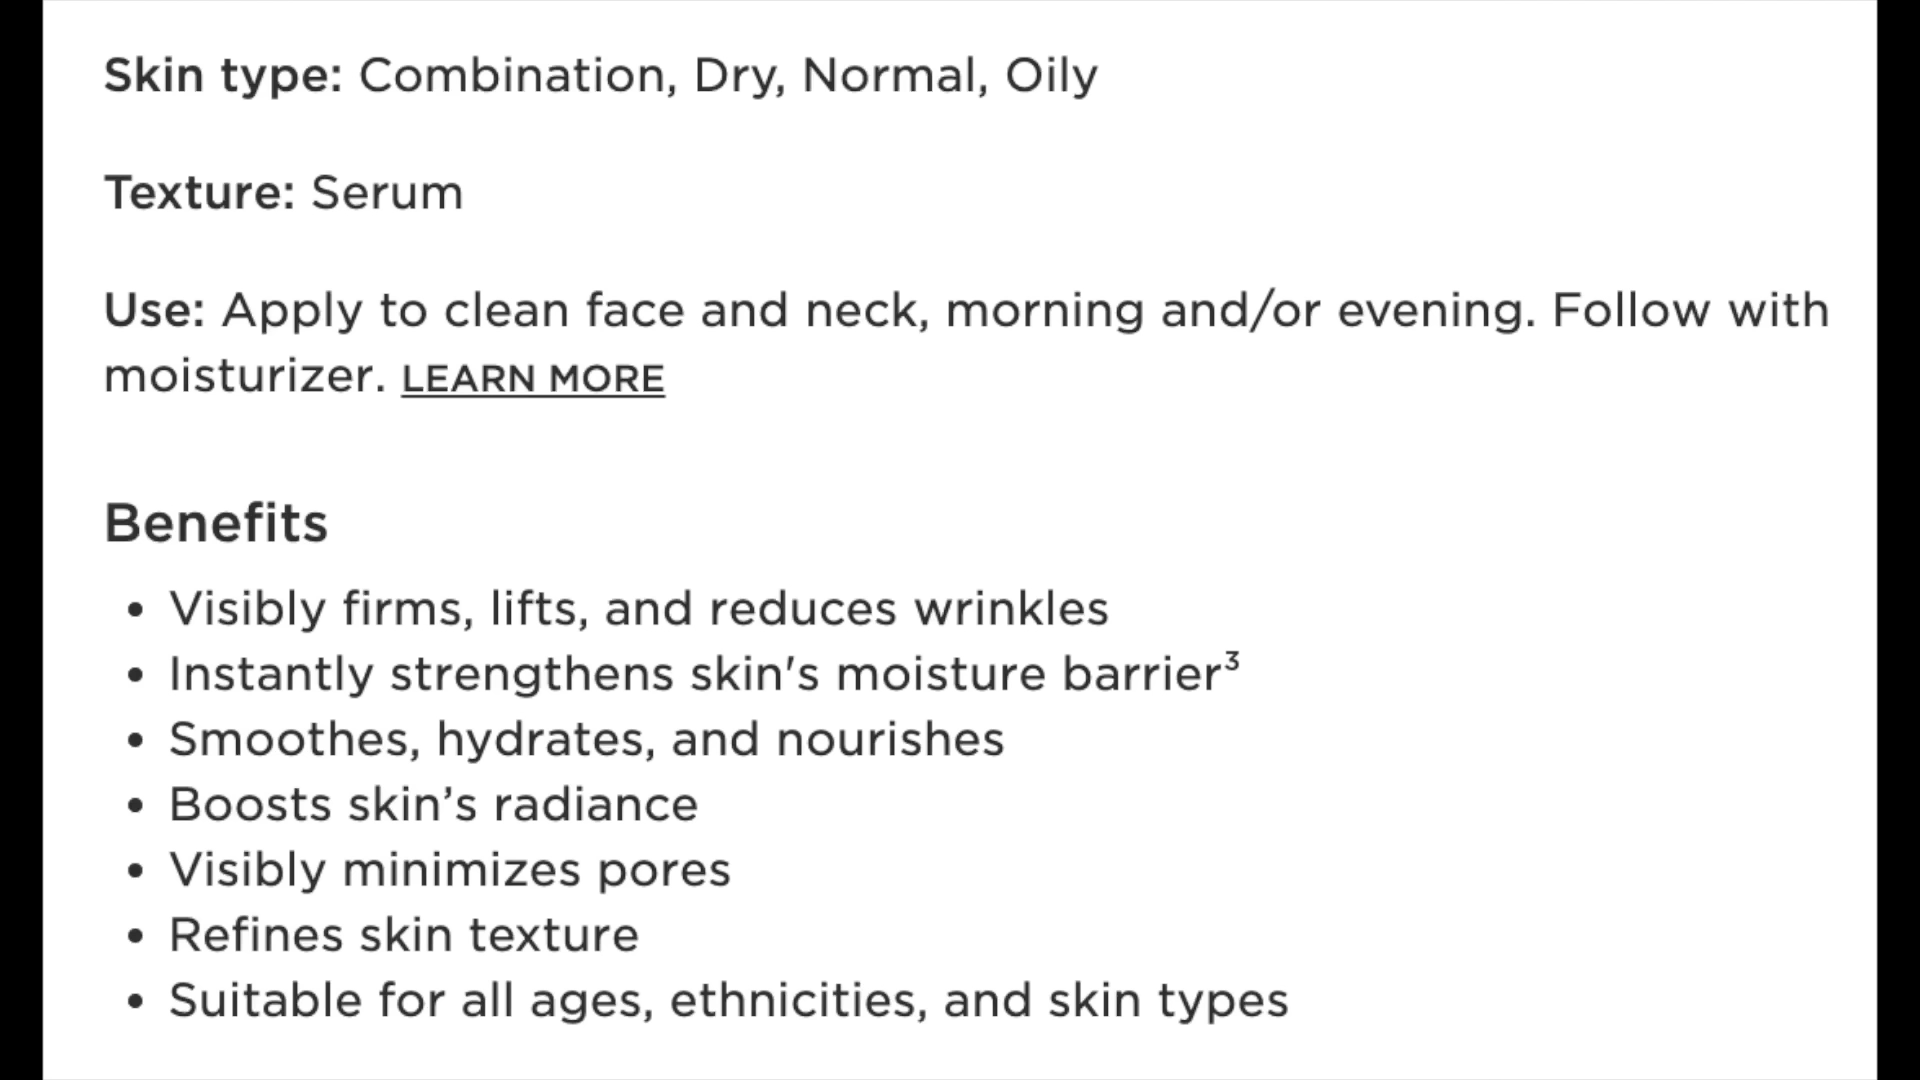 Skin type: Combination, Dry, Normal, Oily
Texture: Serum
Use: Apply to clean face and neck, morning and/or evening. Follow with
moisturizer. LEARN MORE
Benefits
• Visibly firms, lifts, and reduces wrinkles
• Instantly strengthens skin's moisture barrier³
• Smoothes, hydrates, and nourishes
• Boosts skin’s radiance
• Visibly minimizes pores
• Refines skin texture
• Suitable for all ages, ethnicities, and skin types